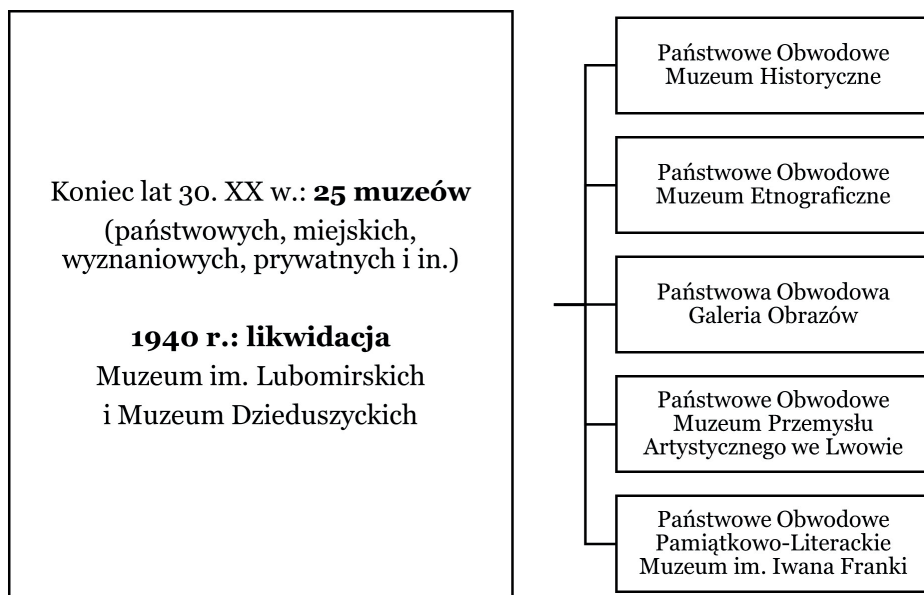 Koniec lat 30. XX w.: 25 muzeów
(państwowych, miejskich,
wyznaniowych, prywatnych i in.)
1940 r.: likwidacja
Muzeum im. Lubomirskich
i Muzeum Dzieduszyckich
Państwowe Obwodowe
Muzeum Historyczne
Państwowe Obwodowe
Muzeum Etnograficzne
Państwowa Obwodowa
Galeria Obrazów
Państwowe Obwodowe
Muzeum Przemysłu
Artystycznego we Lwowie
Państwowe Obwodowe
Pamiątkowo-Literackie
Muzeum im. Iwana Franki